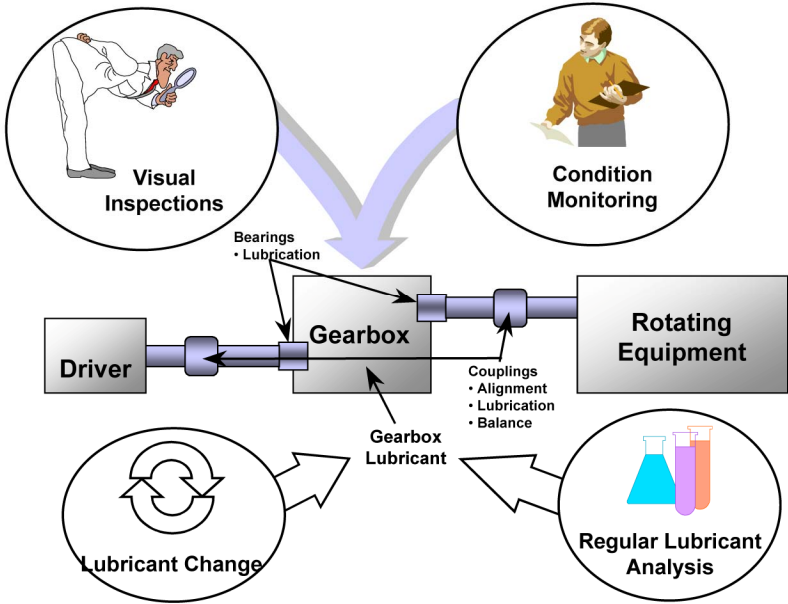 Visual
Inspections
Condition
Monitoring
Bearings
• Lubrication
Gearbox
Driver
Rotating
Equipment
Couplings
• Alignment
• Lubrication
• Balance
Gearbox
Lubricant
Lubricant Change
Regular Lubricant
Analysis